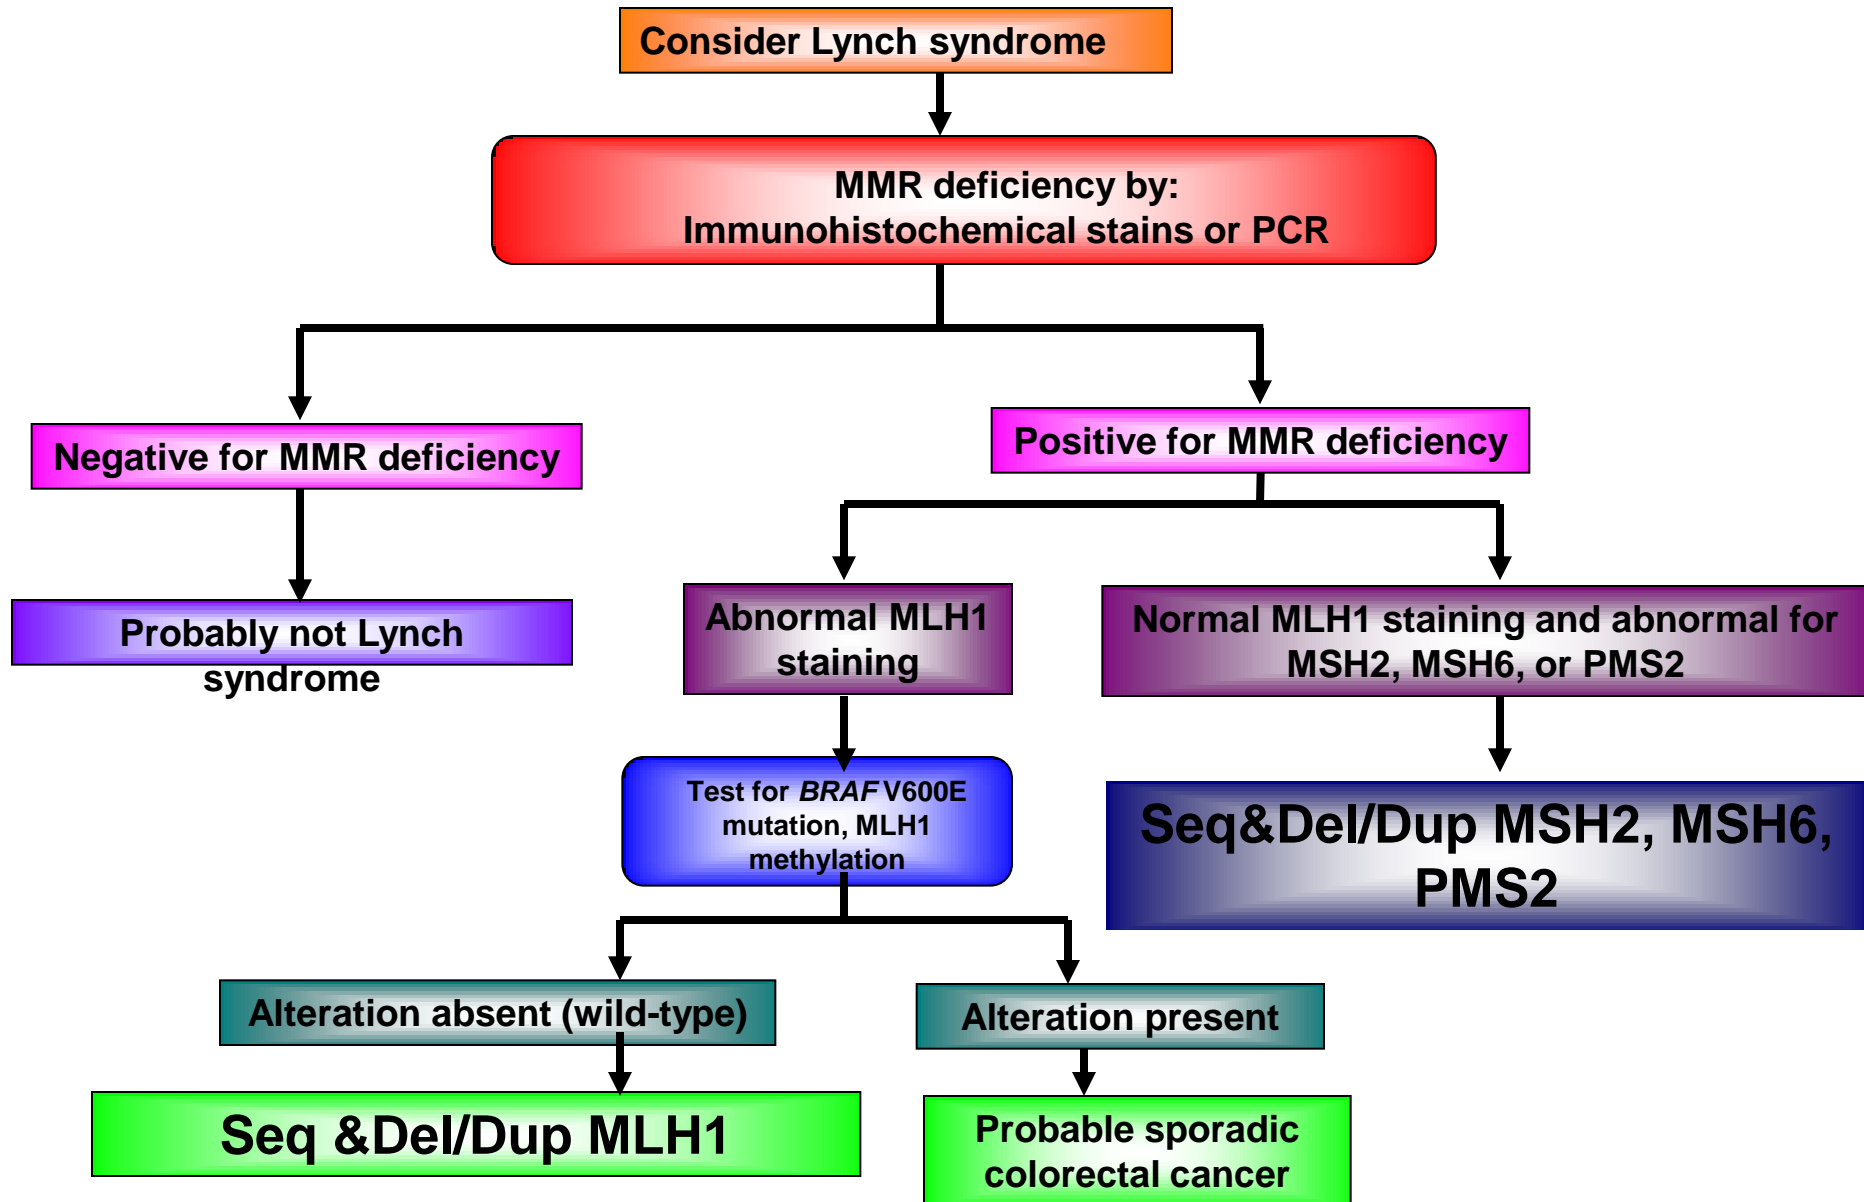 Consider Lynch syndrome
MMR deficiency by:
Immunohistochemical stains or PCR
Negative for MMR deficiency
Positive for MMR deficiency
Probably not Lynch
syndrome
Abnormal MLH1
staining
Normal MLH1 staining and abnormal for
MSH2, MSH6, or PMS2
Test for BRAF V600E
mutation, MLH1
methylation
Seq&Del/Dup MSH2, MSH6,
PMS2
Alteration absent (wild-type)
Alteration present
Seq &Del/Dup MLH1
Probable sporadic
colorectal cancer